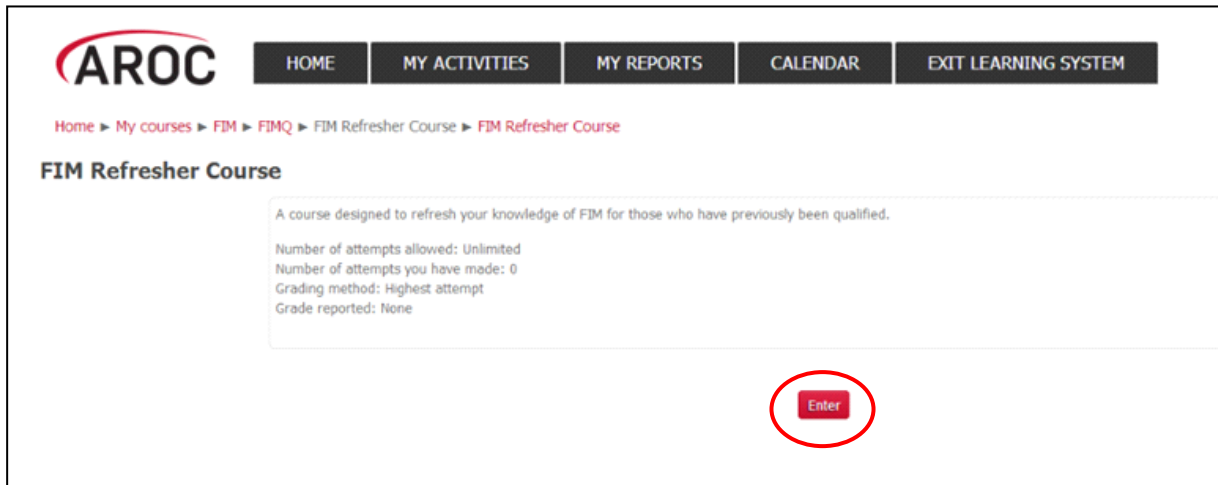 AROC
HOME MY ACTIVITIES MY REPORTS CALENDAR EXIT LEARNING SYSTEM
Home ► My courses ► FIM ► FIMQ ► FIM Refresher Course ► FIM Refresher Course
FIM Refresher Course
A course designed to refresh your knowledge of FIM for those who have previously been qualified.
Number of attempts allowed: Unlimited
Number of attempts you have made: 0
Grading method: Highest attempt
Grade reported: None
Enter